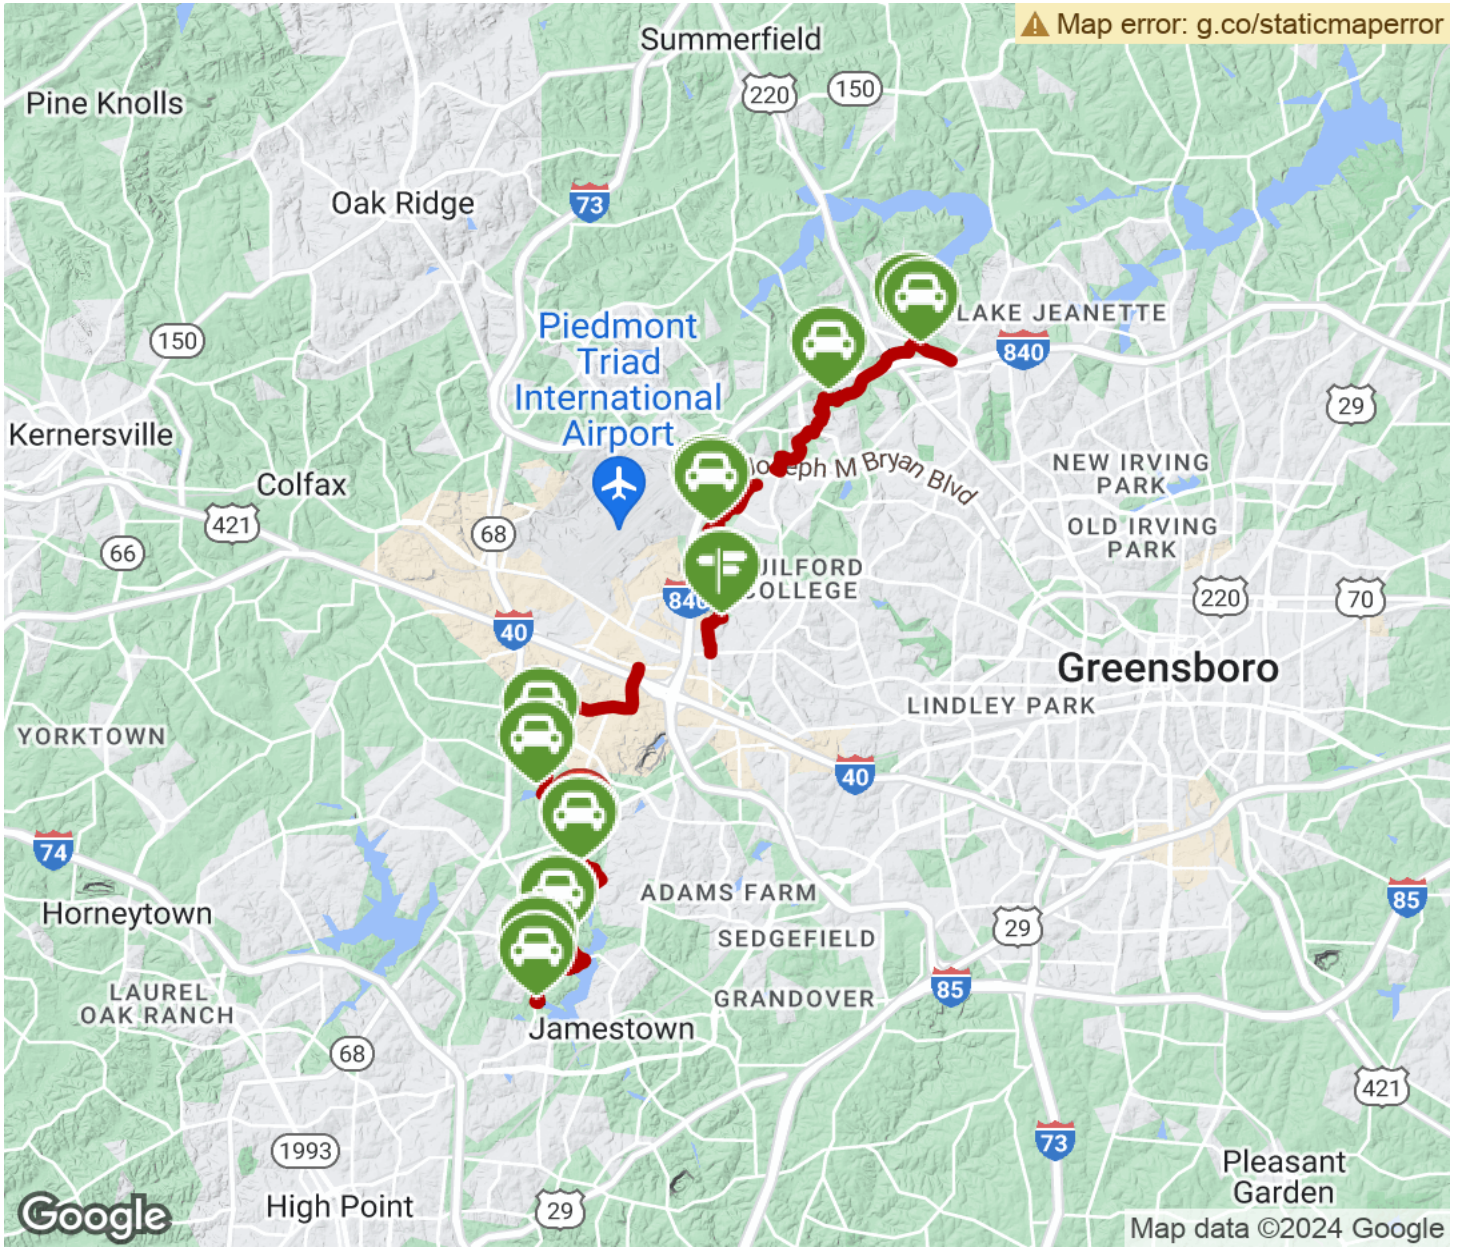 Map error: g.co/staticmaperror
Summerfield
220
150
Pine Knolls
73
Oak Ridge
LAKE JEANETTE
150
Piedmont
Triad
International
Airport
840
29
Kernersville
Joseph M Bryan Blvd
NEW IRVING
PARK
Colfax
421
68
OLD IRVING
PARK
66
UILFORD
COLLEGE
840
220
70
40
Greensboro
LINDLEY PARK
YORKTOWN
40
74
ADAMS FARM
85
Horneytown
29
SEDGEFIELD
85
LAUREL
OAK RANCH
GRANDOVER
Jamestown
68
421
73
1993
Pleasant
Garden
High Point
29
Google
Map data ©2024 Google